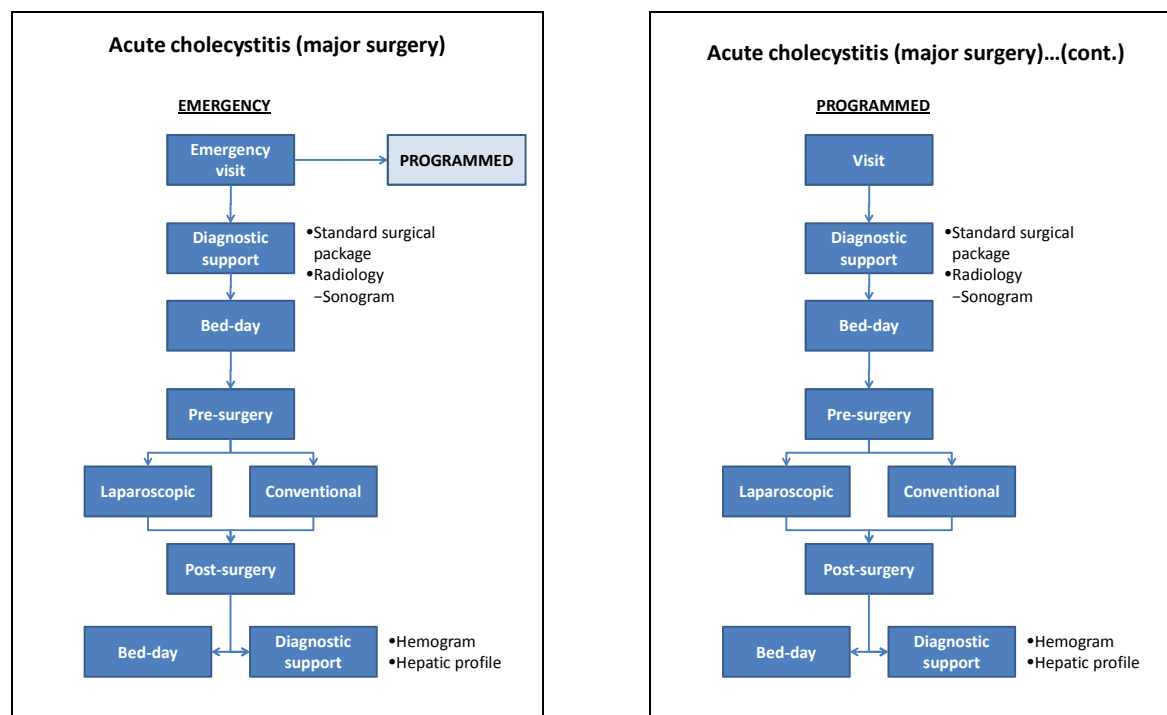 Acute cholecystitis (major surgery)
EMERGENCY
Emergency
visit
PROGRAMMED
Diagnostic
support
•Standard surgical
package
•Radiology
–Sonogram
Bed-day
Pre-surgery
Laparoscopic
Conventional
Post-surgery
Bed-day
Diagnostic
support
•Hemogram
•Hepatic profile
Acute cholecystitis (major surgery)...(cont.)
PROGRAMMED
Visit
Diagnostic
support
•Standard surgical
package
•Radiology
–Sonogram
Bed-day
Pre-surgery
Laparoscopic
Conventional
Post-surgery
Bed-day
Diagnostic
support
•Hemogram
•Hepatic profile